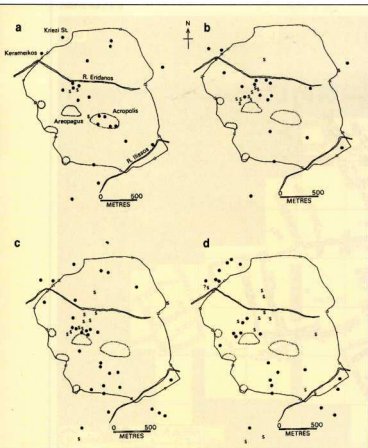 a
Kriezi St.
Kerameikos
R. Eridanos
Acropolis
Areopagus
R. Ilissos
0 500
METRES
N
b
0 500
METRES
c
0 500
METRES
d
0 500
METRES